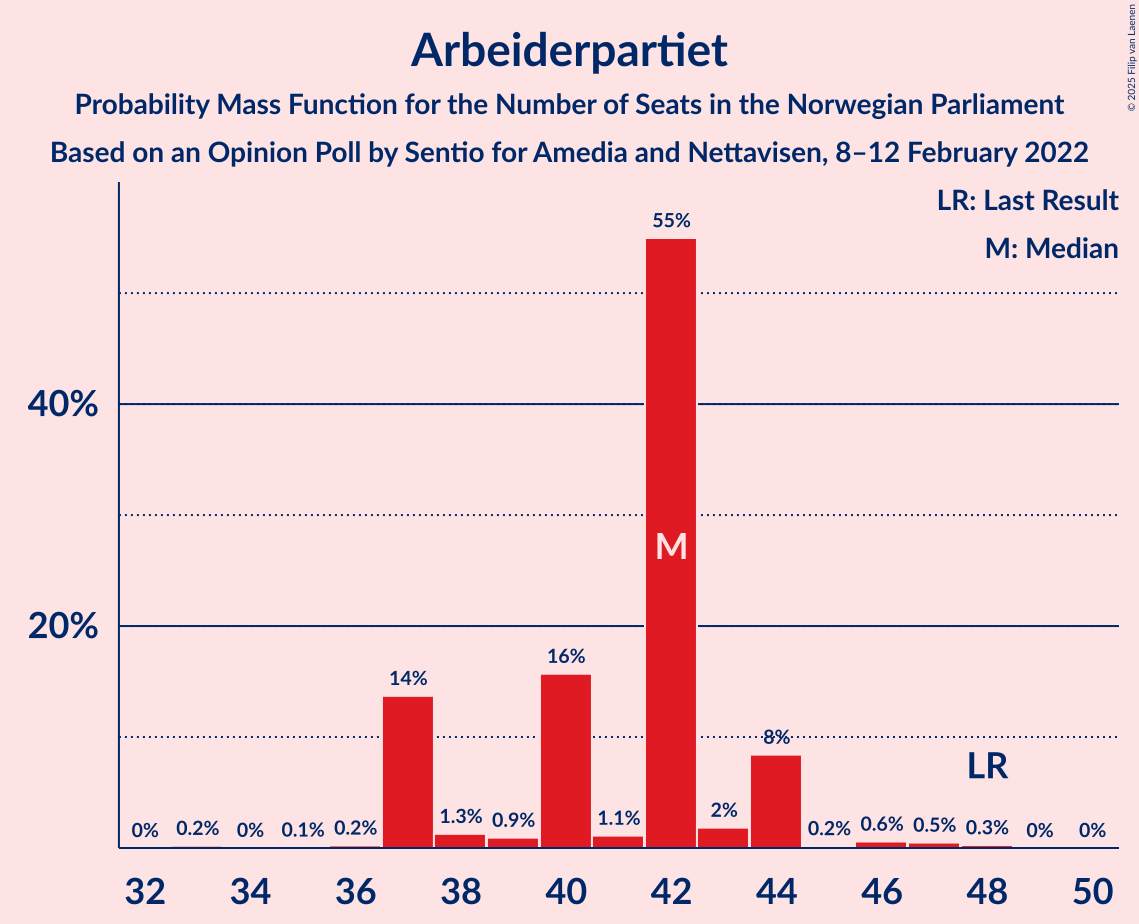 Arbeiderpartiet
Probability Mass Function for the Number of Seats in the Norwegian Parliament
Based on an Opinion Poll by Sentio for Amedia and Nettavisen, 8–12 February 2022
© 2025 Filip van Laenen
LR: Last Result
M: Median
55%
40%
M
20%
16%
14%
8%
LR
0% 0.2% 0% 0.1% 0.2% 1.3% 0.9% 1.1% 2% 0.2% 0.6% 0.5% 0.3% 0% 0%
32 34 36 38 40 42 44 46 48 50